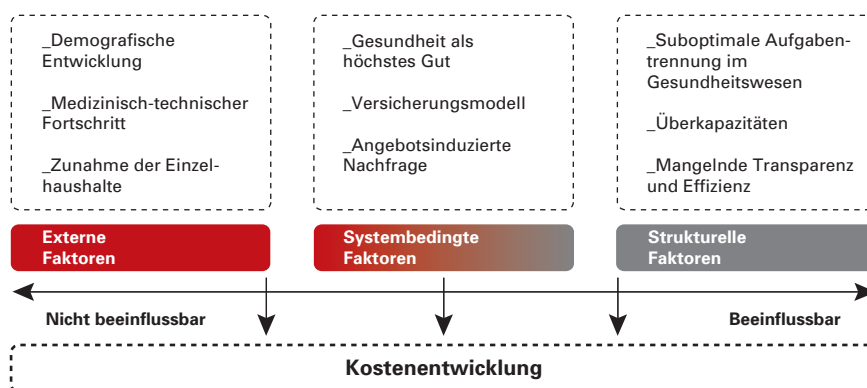 _Demografische
Entwicklung
_Medizinisch-technischer
Fortschritt
_Zunahme der Einzel-
haushalte
_Gesundheit als
höchstes Gut
_Versicherungsmodell
_Angebotsinduzierte
Nachfrage
_Suboptimale Aufgaben-
trennung im
Gesundheitswesen
_Überkapazitäten
_Mangelnde Transparenz
und Effizienz
Externe
Faktoren
Systembedingte
Faktoren
Strukturelle
Faktoren
Nicht beeinflussbar
Beeinflussbar
Kostenentwicklung